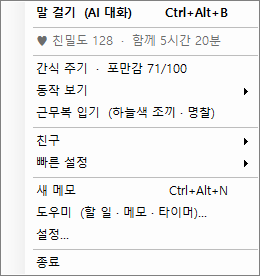 말 걸기 (AI 대화) Ctrl+Alt+B
♥ 친밀도 128 · 함께 5시간 20분
간식 주기 · 포만감 71/100
동작 보기
근무복 입기 (하늘색 조끼 · 명찰)
친구
빠른 설정
새 메모 Ctrl+Alt+N
도우미 (할 일 · 메모 · 타이머)...
설정...
종료